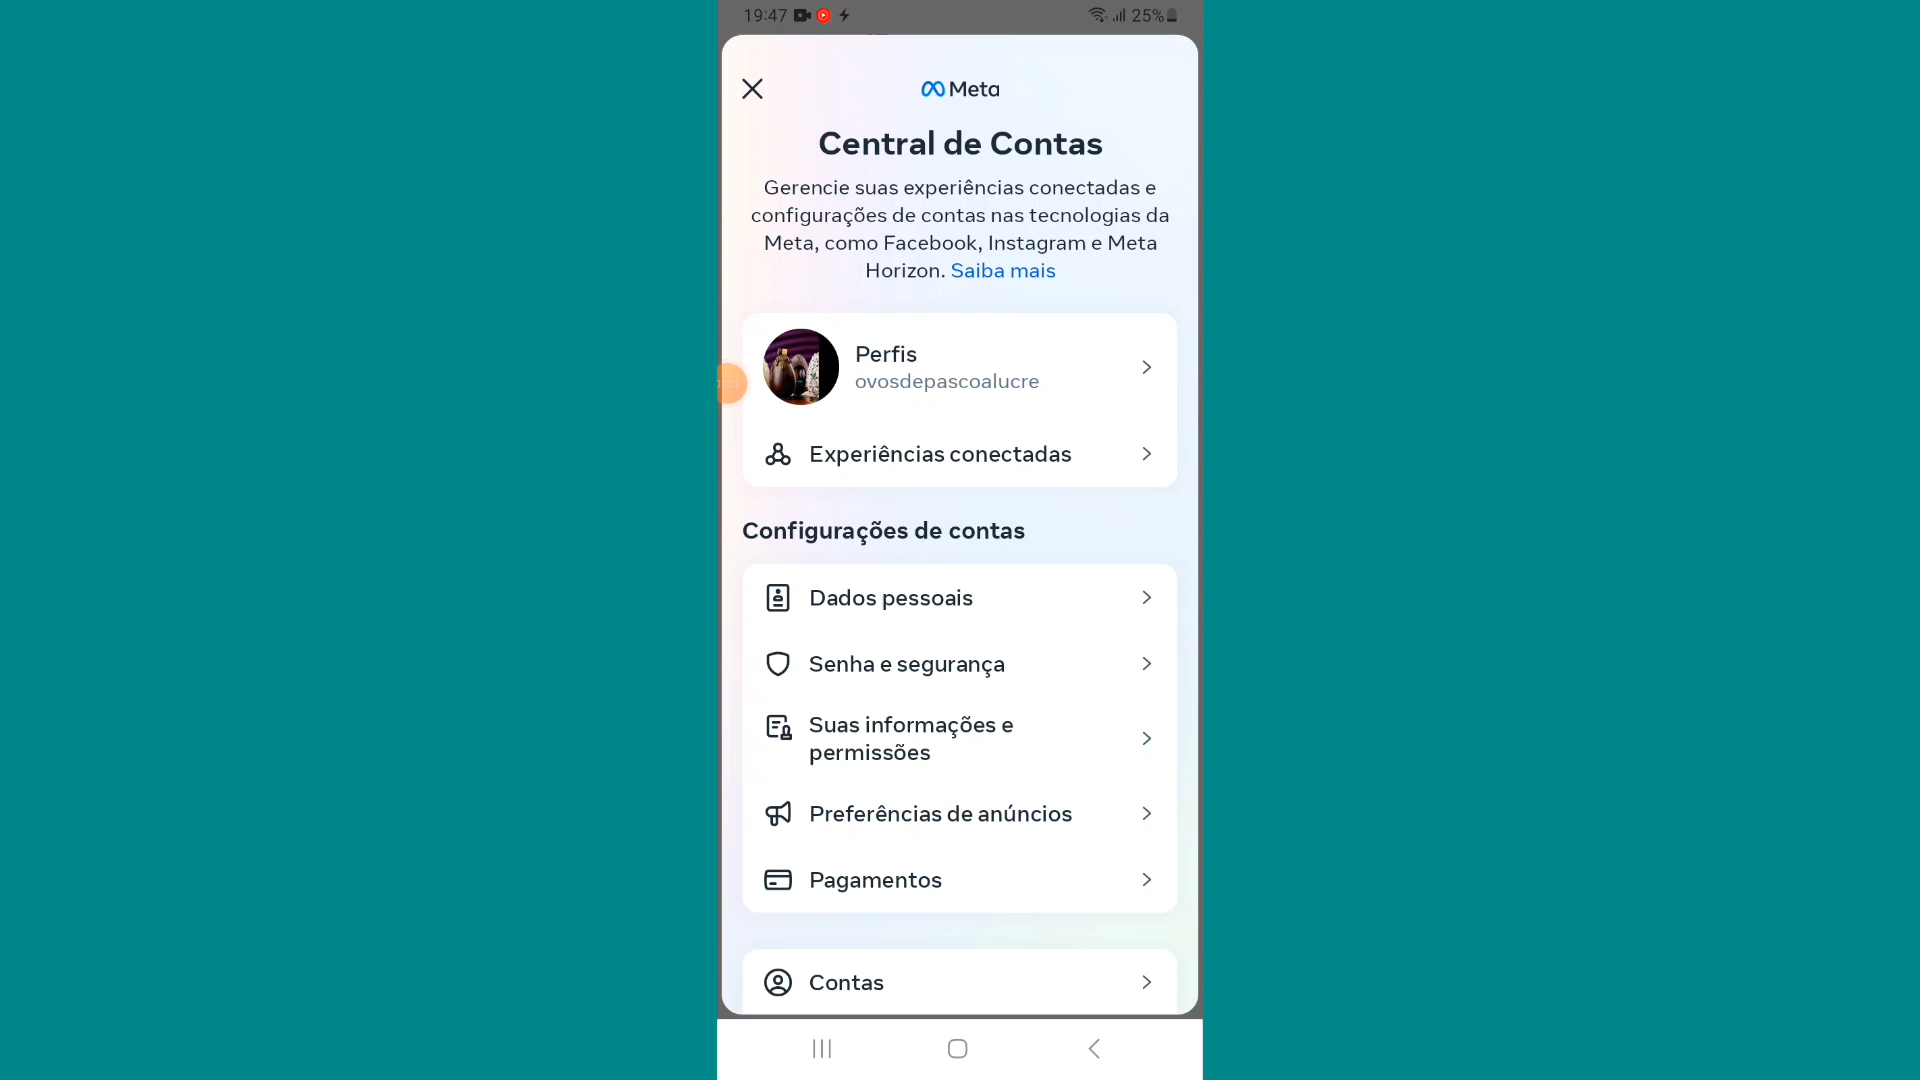 19:47
25%
Meta
Central de Contas
Gerencie suas experiências conectadas e
configurações de contas nas tecnologias da
Meta, como Facebook, Instagram e Meta
Horizon. Saiba mais
Perfis
ovosdepascoalucre
Experiências conectadas
Configurações de contas
Dados pessoais
Senha e segurança
Suas informações e
permissões
Preferências de anúncios
Pagamentos
Contas